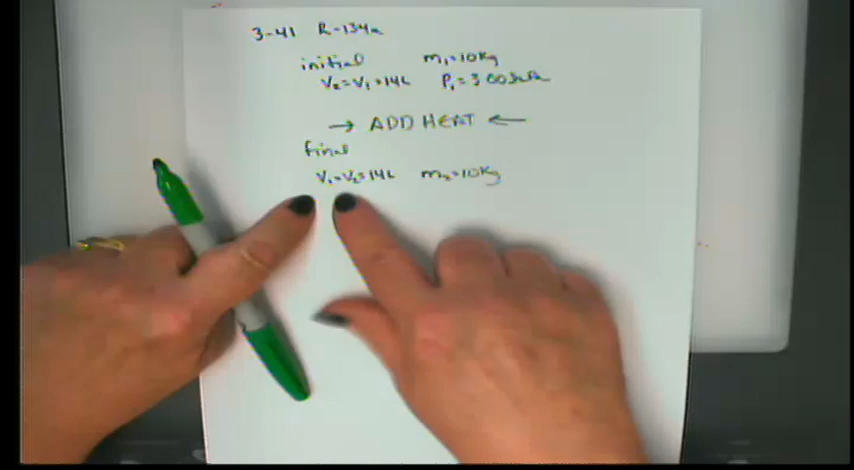 3-41 R-134a
initial m₁=10kg
V₂=V₁=14L P₁=300kPa
→ ADD HEAT ←
final
V₁=V₂=14L m₂=10kg